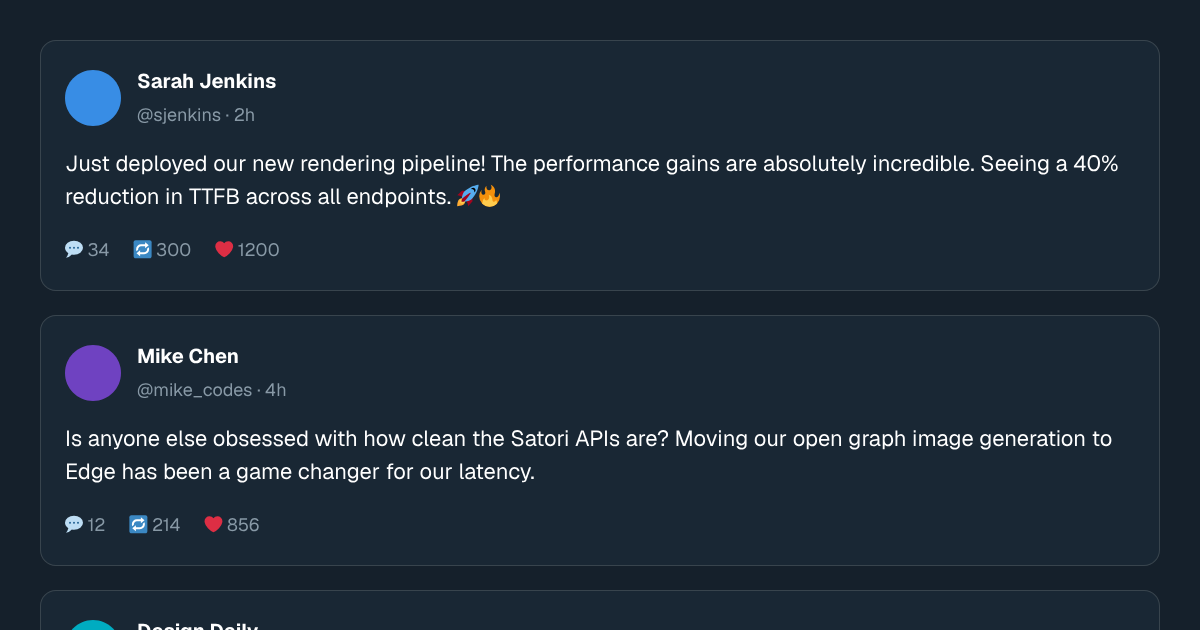 Sarah Jenkins
@sjenkins · 2h
Just deployed our new rendering pipeline! The performance gains are absolutely incredible. Seeing a 40%
reduction in TTFB across all endpoints. 🚀🔥
💬 34 🔁 300 ❤️ 1200
Mike Chen
@mike_codes · 4h
Is anyone else obsessed with how clean the Satori APIs are? Moving our open graph image generation to
Edge has been a game changer for our latency.
💬 12 🔁 214 ❤️ 856
Design Daily